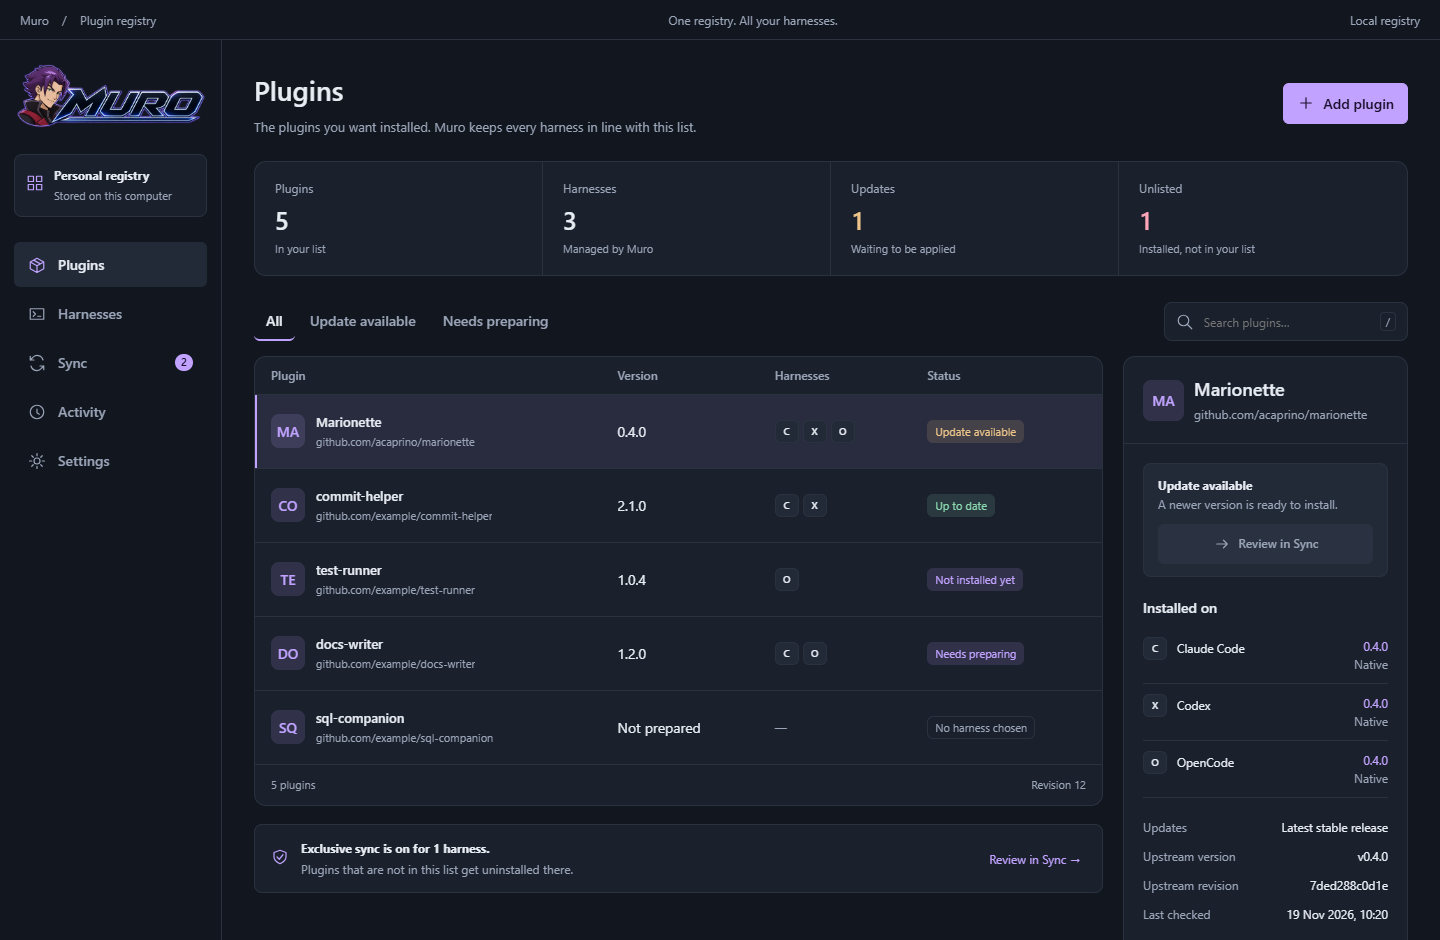 Muro / Plugin registry
One registry. All your harnesses.
Local registry
MURO
Personal registry
Stored on this computer
Plugins
Harnesses
Sync 2
Activity
Settings
Plugins
The plugins you want installed. Muro keeps every harness in line with this list.
+ Add plugin
Plugins
5
In your list
Harnesses
3
Managed by Muro
Updates
1
Waiting to be applied
Unlisted
1
Installed, not in your list
All Update available Needs preparing
Search plugins... /
Plugin Version Harnesses Status
MA Marionette
github.com/acaprino/marionette
0.4.0 C X O Update available
CO commit-helper
github.com/example/commit-helper
2.1.0 C X Up to date
TE test-runner
github.com/example/test-runner
1.0.4 O Not installed yet
DO docs-writer
github.com/example/docs-writer
1.2.0 C O Needs preparing
SQ sql-companion
github.com/example/sql-companion
Not prepared — No harness chosen
5 plugins Revision 12
Exclusive sync is on for 1 harness.
Plugins that are not in this list get uninstalled there.
Review in Sync →
MA Marionette
github.com/acaprino/marionette
Update available
A newer version is ready to install.
→ Review in Sync
Installed on
C Claude Code 0.4.0
Native
X Codex 0.4.0
Native
O OpenCode 0.4.0
Native
Updates Latest stable release
Upstream version v0.4.0
Upstream revision 7ded288c0d1e
Last checked 19 Nov 2026, 10:20